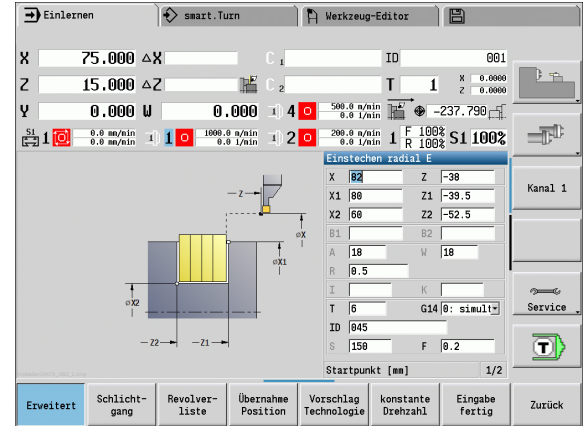 Einlernen
smart.Turn
Werkzeug-Editor
X 75.000 △X C 1 ID 001
Z 15.000 △Z C 2 T 1 X 0.0000 Z 0.0000
Y 0.000 W 0.000 4 500.0 m/min 0.0 1/min -237.790
S1 1 0.0 mm/min 0.0 mm/min 1 1000.0 m/min 0.0 1/min 2 200.0 m/min 0.0 1/min 1 F 100% R 100% S1 100%
Einstechen radial E
X 82 Z -38
X1 80 Z1 -39.5
X2 60 Z2 -52.5
B1 B2
A 18 W 18
R 0.5
I K
T 6 G14 0: simult
ID 045
S 150 F 0.2
Startpunkt [mm] 1/2
Z
øX
øX1
øX2
Z2
Z1
Kanal 1
Service
T
Erweitert
Schlicht-
gang
Revolver-
liste
Übernahme
Position
Vorschlag
Technologie
konstante
Drehzahl
Eingabe
fertig
Zurück